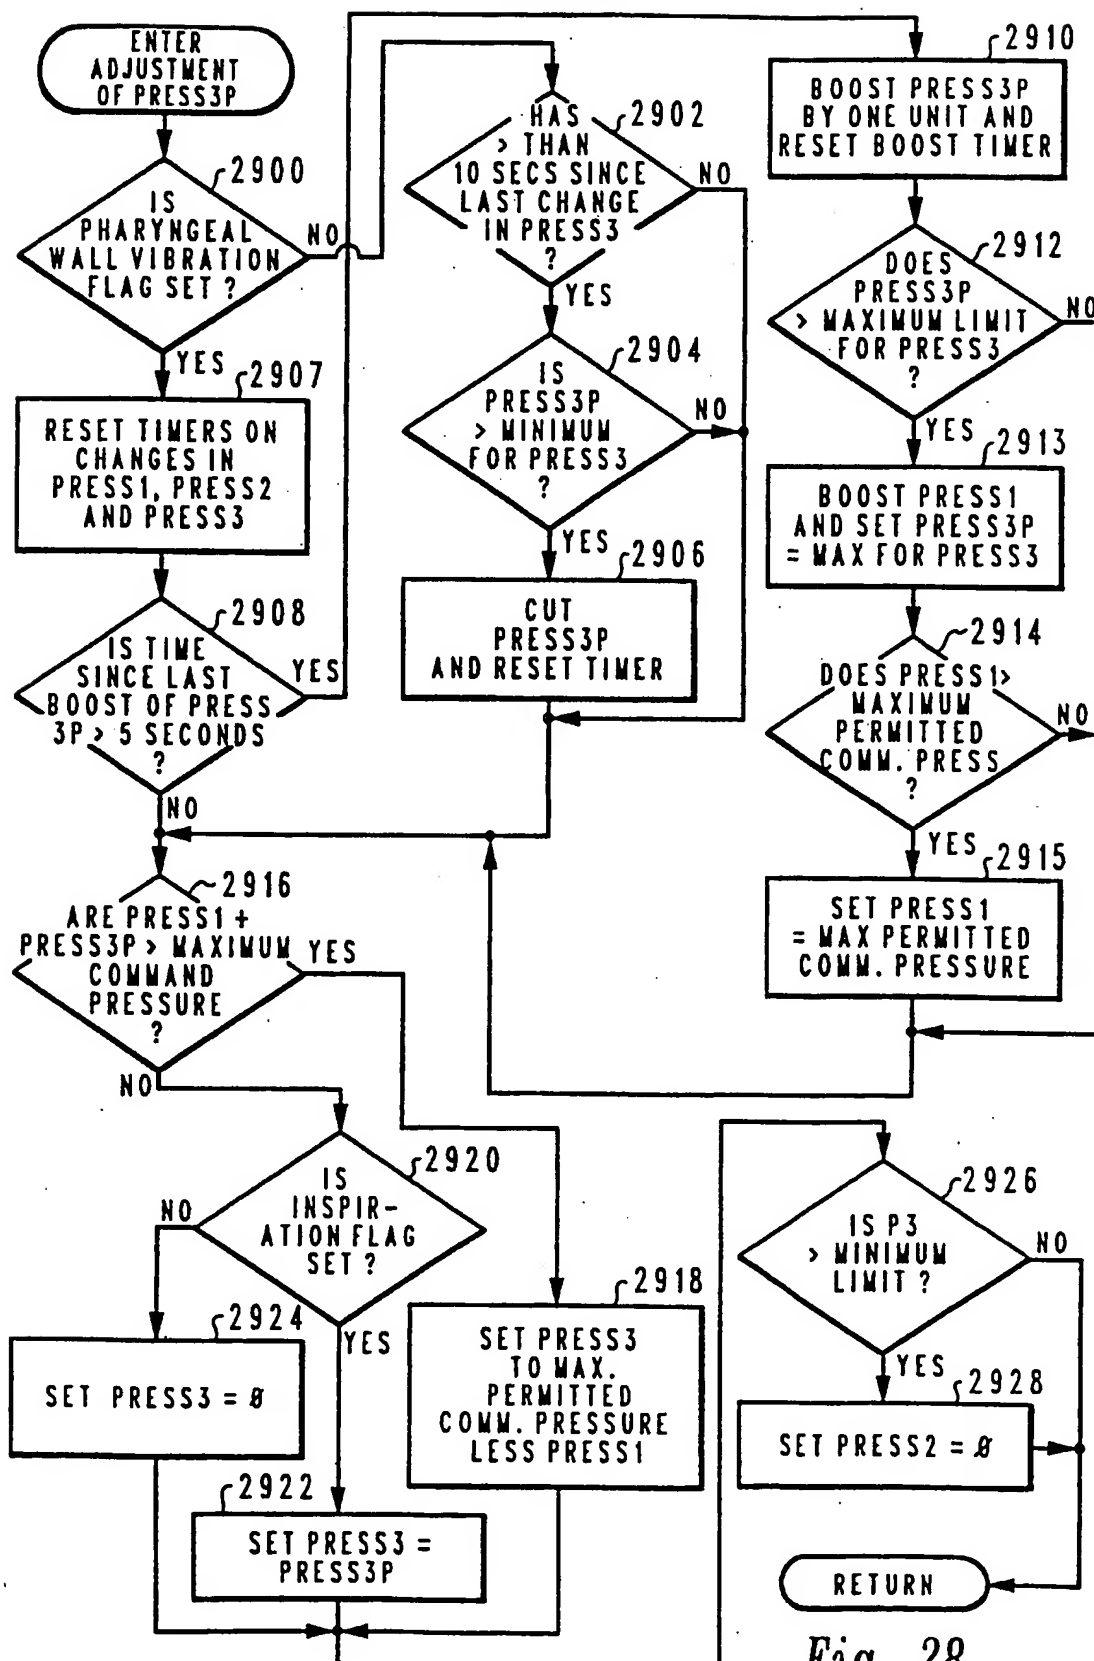 ENTER
ADJUSTMENT
OF PRESS3P
2900
IS
PHARYNGEAL
WALL VIBRATION
FLAG SET ?
NO
YES
2907
RESET TIMERS ON
CHANGES IN
PRESS1, PRESS2
AND PRESS3
2908
IS TIME
SINCE LAST
BOOST OF PRESS
3P > 5 SECONDS
?
YES
NO
2902
HAS
> THAN
10 SECS SINCE
LAST CHANGE
IN PRESS3
?
NO
YES
2904
IS
PRESS3P
> MINIMUM
FOR PRESS3
?
NO
YES
2906
CUT
PRESS3P
AND RESET TIMER
2910
BOOST PRESS3P
BY ONE UNIT AND
RESET BOOST TIMER
2912
DOES
PRESS3P
> MAXIMUM LIMIT
FOR PRESS3
?
NO
YES
2913
BOOST PRESS1
AND SET PRESS3P
= MAX FOR PRESS3
2914
DOES PRESS1>
MAXIMUM
PERMITTED
COMM. PRESS
?
NO
YES
2915
SET PRESS1
= MAX PERMITTED
COMM. PRESSURE
2916
ARE PRESS1 +
PRESS3P > MAXIMUM
COMMAND
PRESSURE
?
YES
NO
2920
IS
INSPIR-
ATION FLAG
SET ?
NO
YES
2924
SET PRESS3 = 0
2922
SET PRESS3 =
PRESS3P
2918
SET PRESS3
TO MAX.
PERMITTED
COMM. PRESSURE
LESS PRESS1
2926
IS P3
> MINIMUM
LIMIT ?
NO
YES
2928
SET PRESS2 = 0
RETURN
Fig. 28